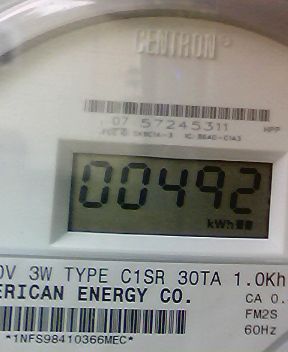 CENTRON®
07 57245311 HPP
00492
kWh
0V 3W TYPE C1SR 30TA 1.0Kh
ERICAN ENERGY CO.
CA 0.
FM2S
60Hz
*1NFS98410366MEC*